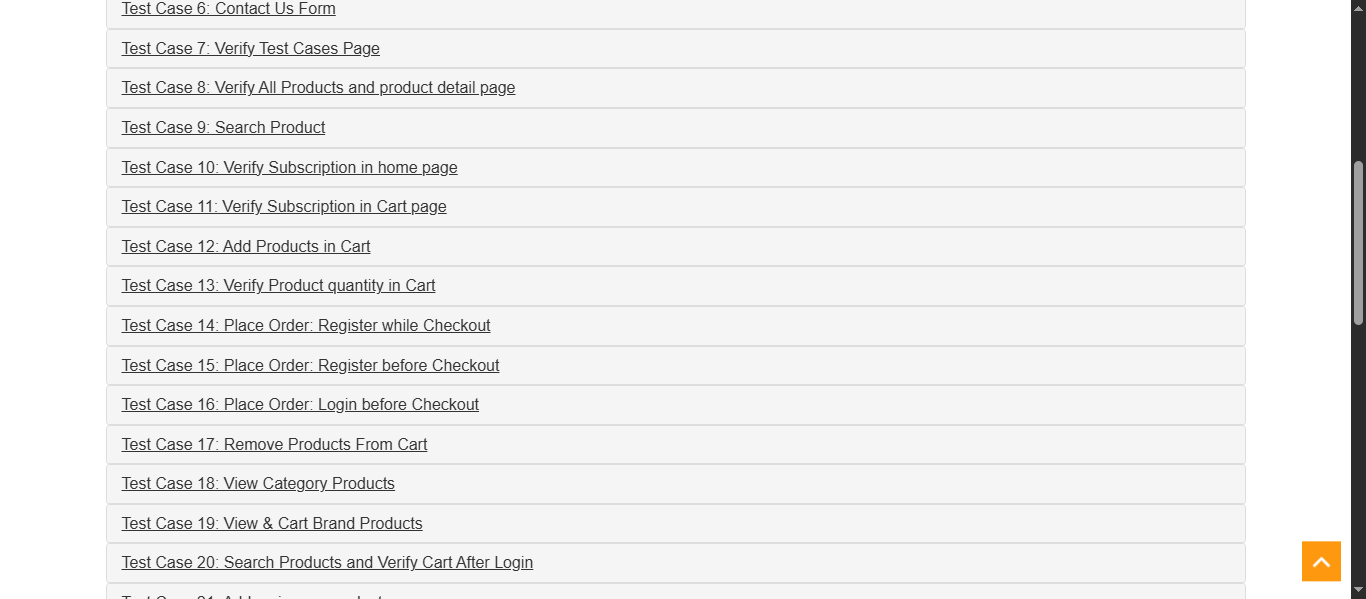 Test Case 6: Contact Us Form
Test Case 7: Verify Test Cases Page
Test Case 8: Verify All Products and product detail page
Test Case 9: Search Product
Test Case 10: Verify Subscription in home page
Test Case 11: Verify Subscription in Cart page
Test Case 12: Add Products in Cart
Test Case 13: Verify Product quantity in Cart
Test Case 14: Place Order: Register while Checkout
Test Case 15: Place Order: Register before Checkout
Test Case 16: Place Order: Login before Checkout
Test Case 17: Remove Products From Cart
Test Case 18: View Category Products
Test Case 19: View & Cart Brand Products
Test Case 20: Search Products and Verify Cart After Login